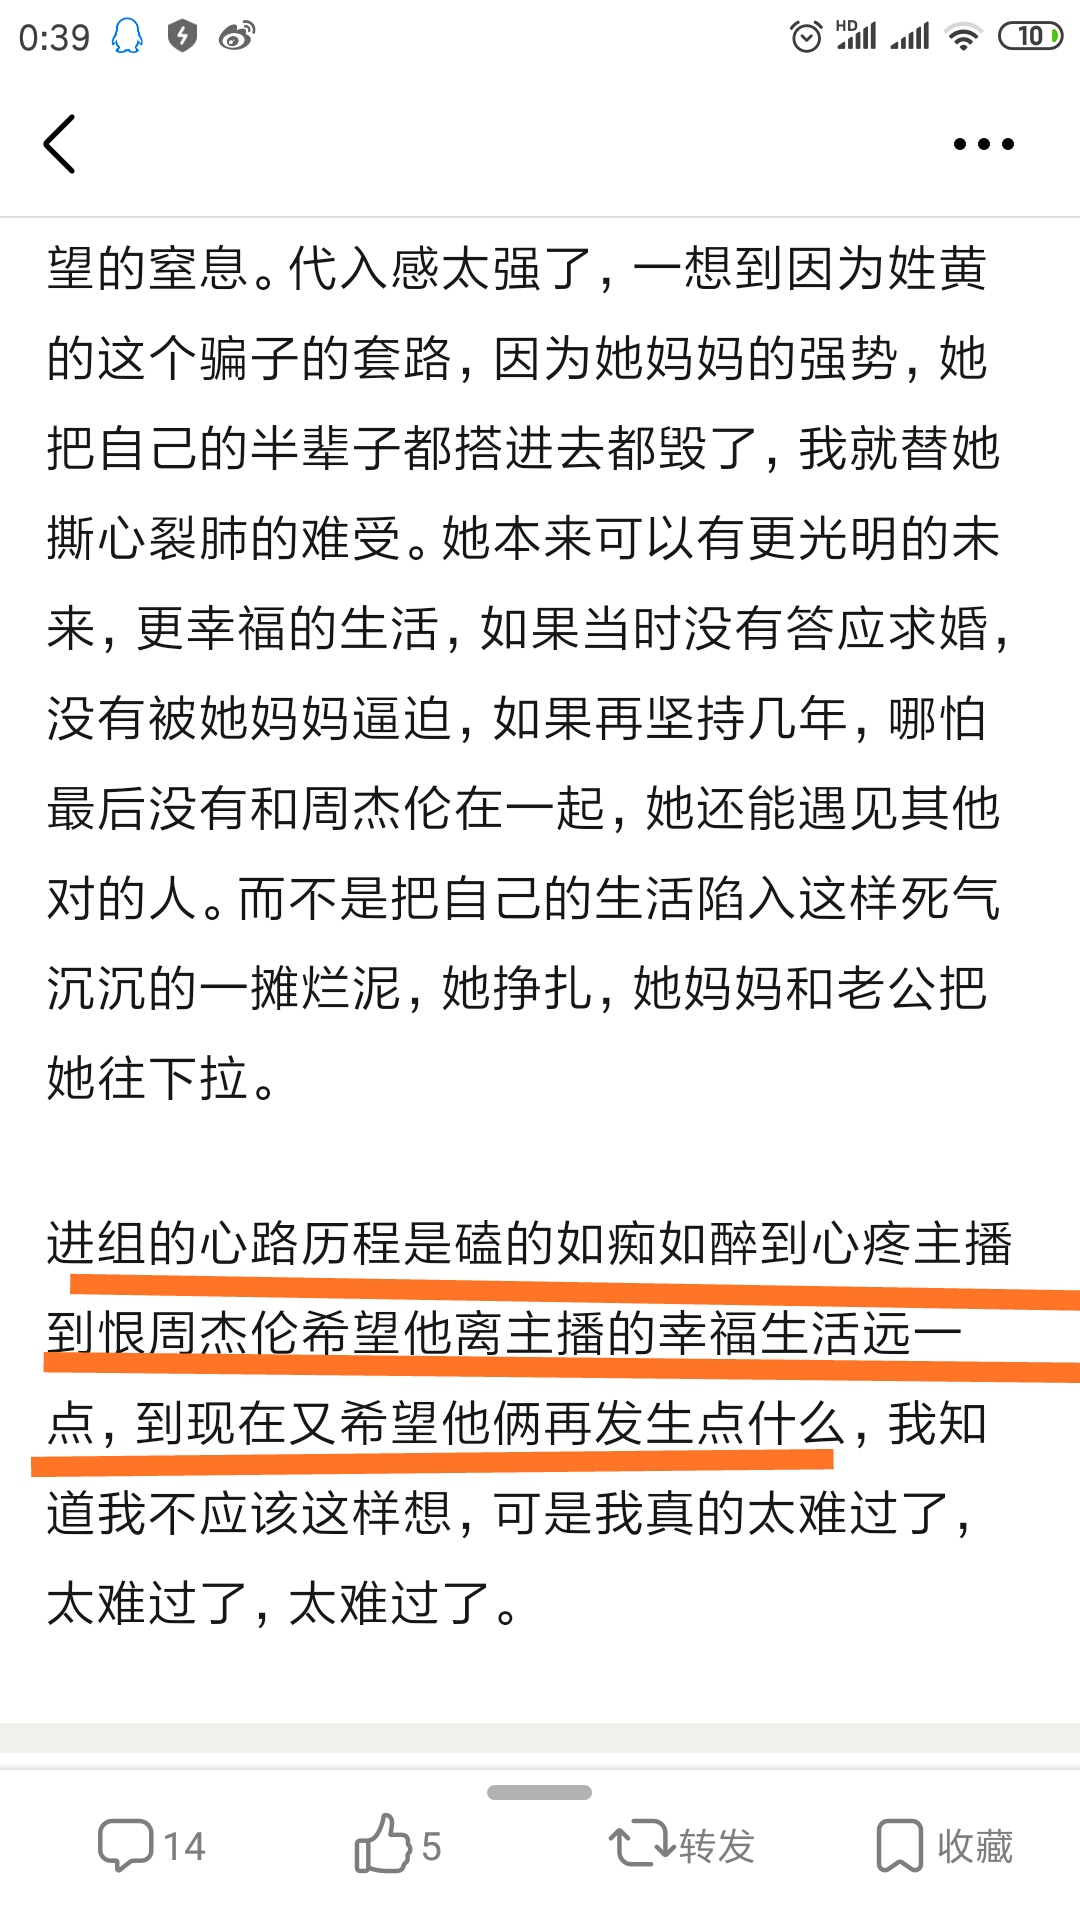 0:39
HD
10
望的窒息。代入感太强了，一想到因为姓黄
的这个骗子的套路，因为她妈妈的强势，她
把自己的半辈子都搭进去都毁了，我就替她
撕心裂肺的难受。她本来可以有更光明的未
来，更幸福的生活，如果当时没有答应求婚，
没有被她妈妈逼迫，如果再坚持几年，哪怕
最后没有和周杰伦在一起，她还能遇见其他
对的人。而不是把自己的生活陷入这样死气
沉沉的一摊烂泥，她挣扎，她妈妈和老公把
她往下拉。
进组的心路历程是磕的如痴如醉到心疼主播
到恨周杰伦希望他离主播的幸福生活远一
点，到现在又希望他俩再发生点什么，我知
道我不应该这样想，可是我真的太难过了，
太难过了，太难过了。
14
5
转发
收藏